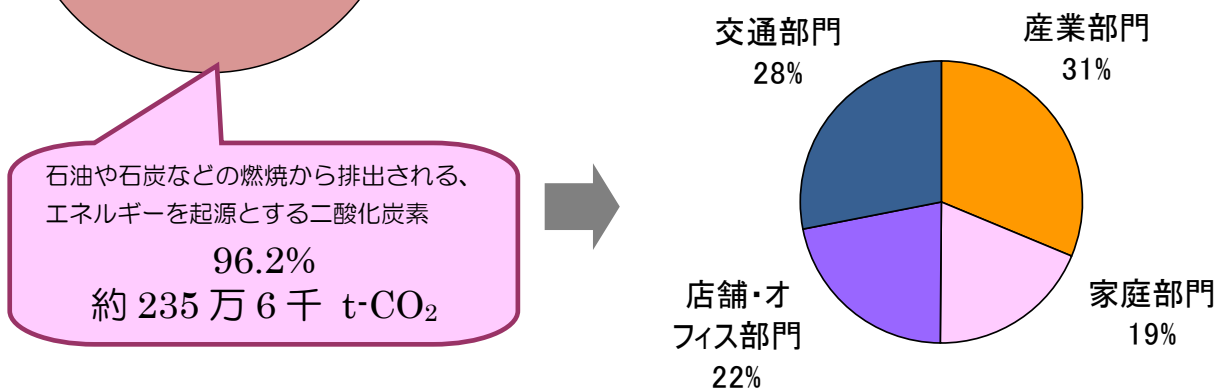 石油や石炭などの燃焼から排出される、
エネルギーを起源とする二酸化炭素
96.2%
約 235 万 6 千 t-CO₂
交通部門
28%
産業部門
31%
店舗・オ
フィス部門
22%
家庭部門
19%